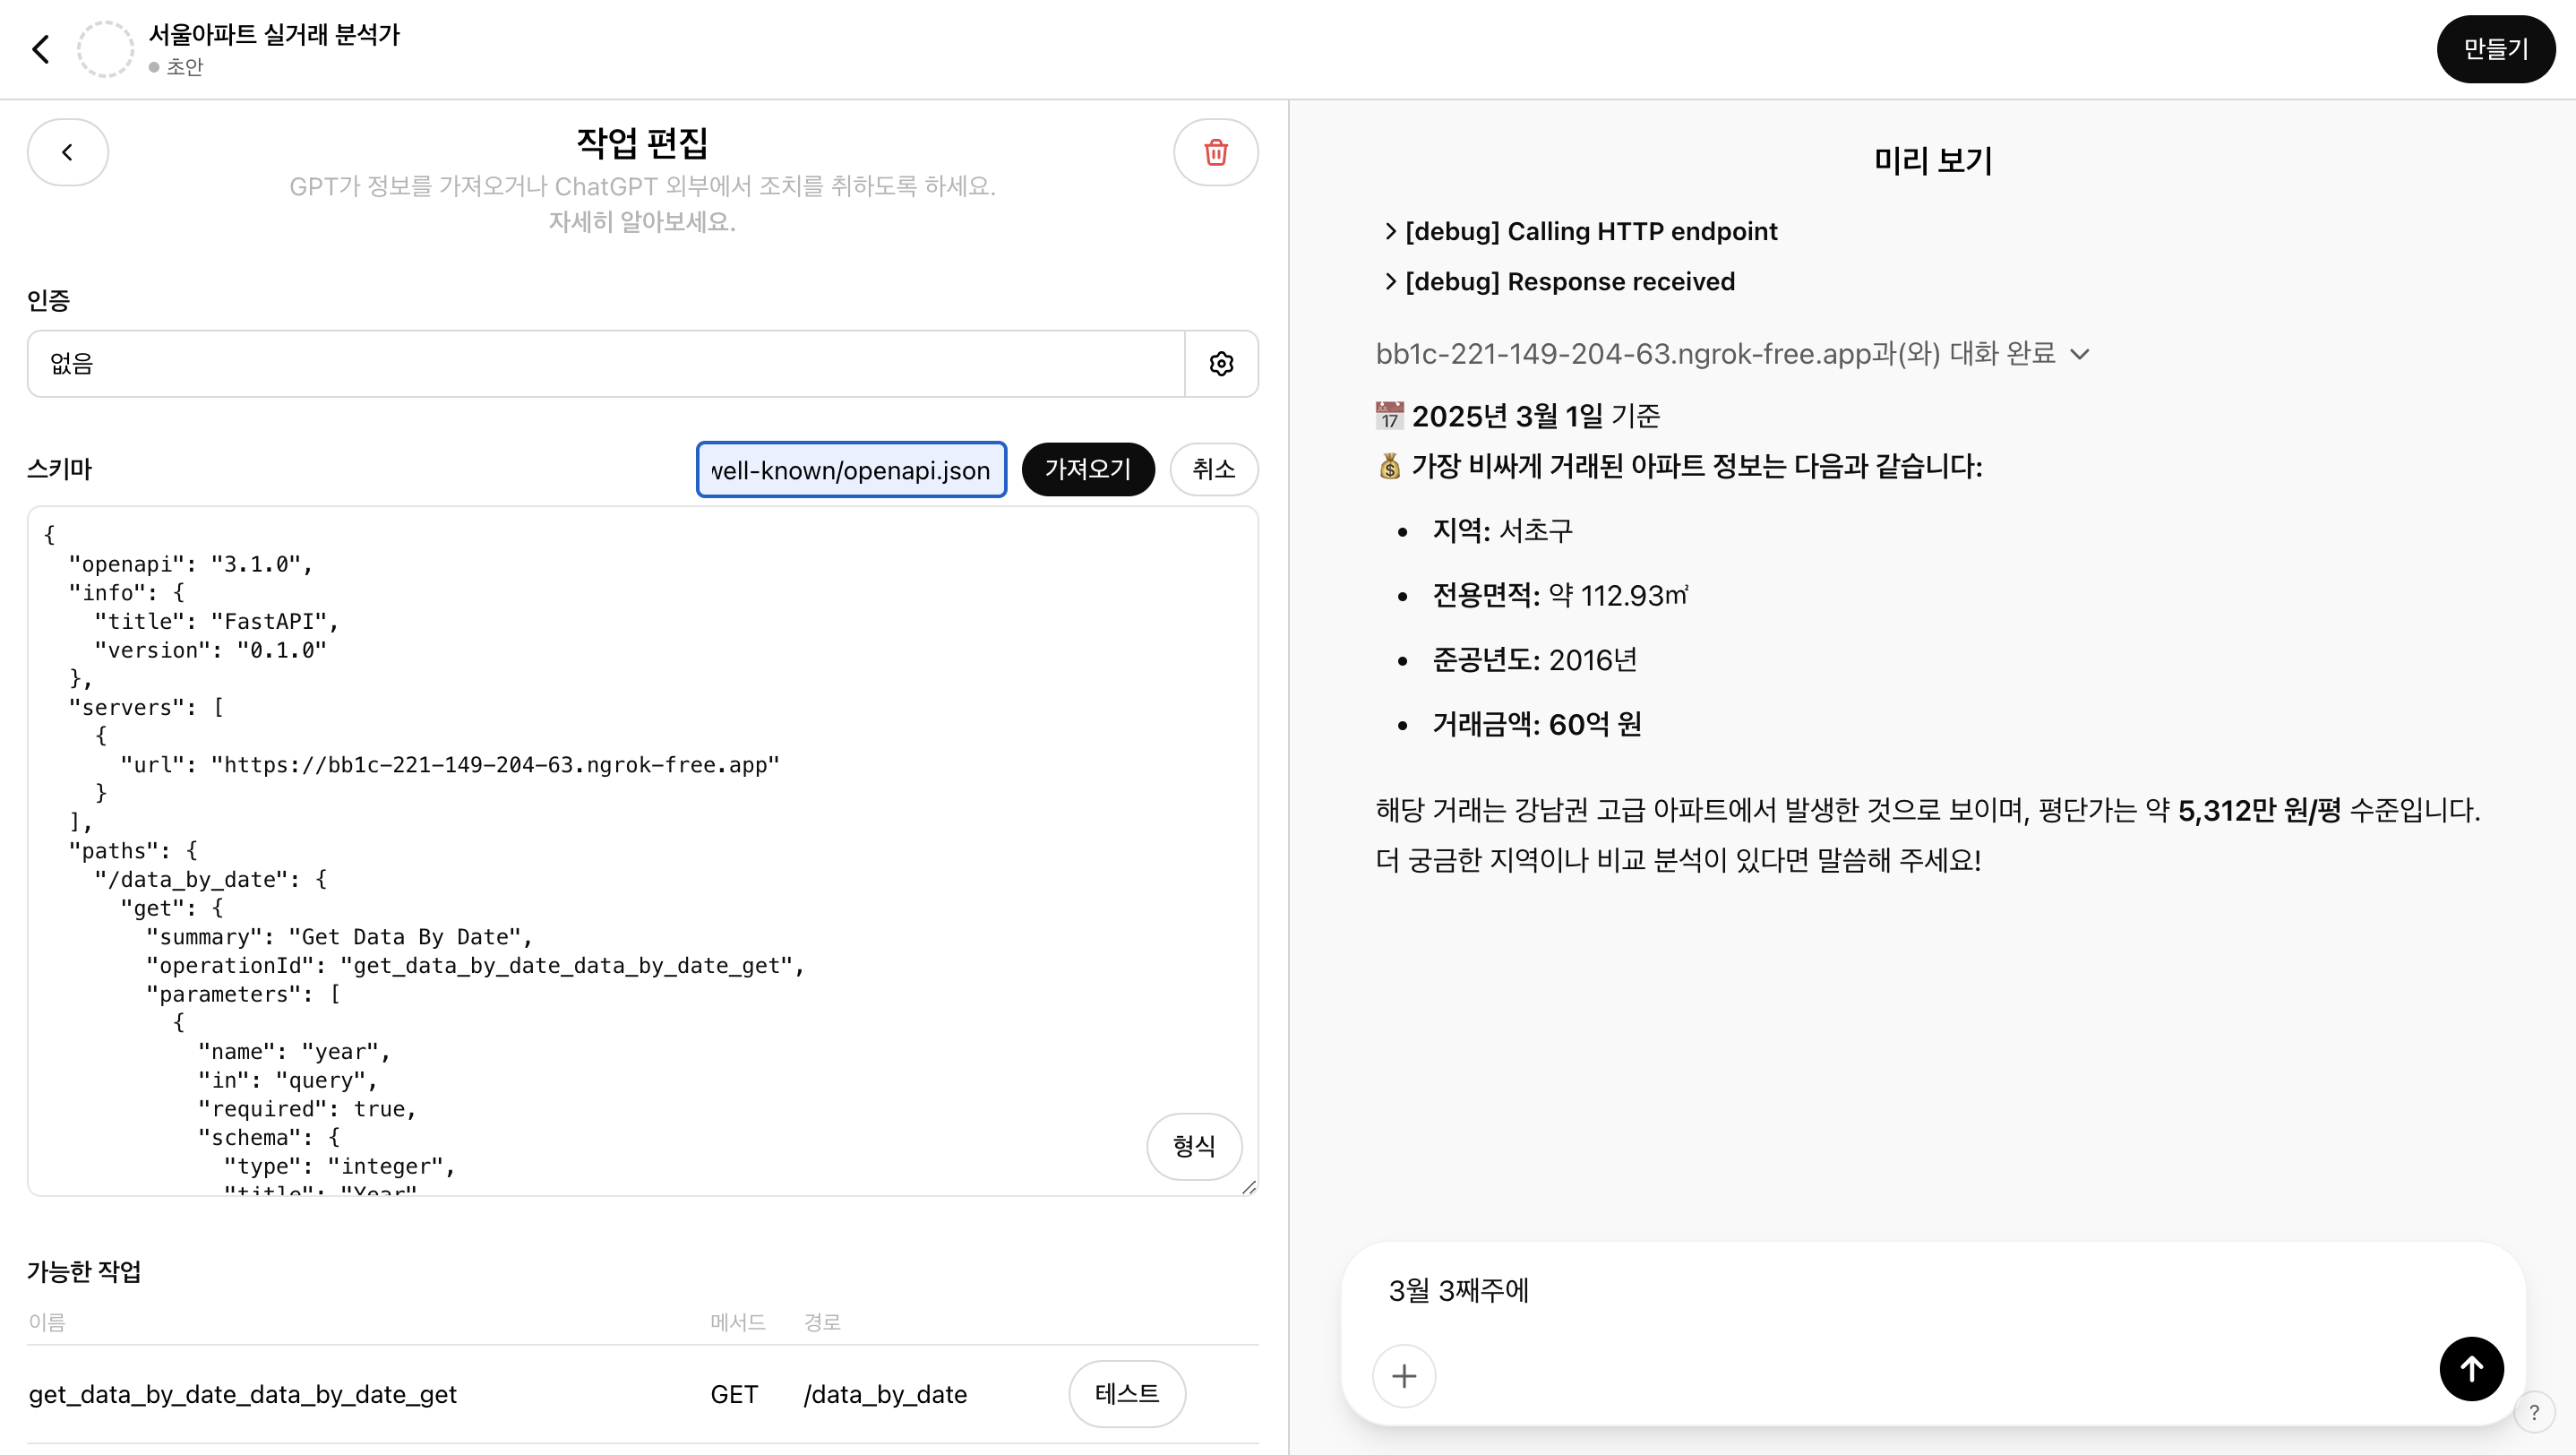 서울아파트 실거래 분석가
초안
만들기
작업 편집
GPT가 정보를 가져오거나 ChatGPT 외부에서 조치를 취하도록 하세요.
자세히 알아보세요.
인증
없음
스키마
well-known/openapi.json
가져오기
취소
{
  "openapi": "3.1.0",
  "info": {
    "title": "FastAPI",
    "version": "0.1.0"
  },
  "servers": [
    {
      "url": "https://bb1c-221-149-204-63.ngrok-free.app"
    }
  ],
  "paths": {
    "/data_by_date": {
      "get": {
        "summary": "Get Data By Date",
        "operationId": "get_data_by_date_data_by_date_get",
        "parameters": [
          {
            "name": "year",
            "in": "query",
            "required": true,
            "schema": {
              "type": "integer",
              "title": "Year"
형식
가능한 작업
이름 메서드 경로
get_data_by_date_data_by_date_get GET /data_by_date 테스트
미리 보기
[debug] Calling HTTP endpoint
[debug] Response received
bb1c-221-149-204-63.ngrok-free.app과(와) 대화 완료
📅 2025년 3월 1일 기준
💰 가장 비싸게 거래된 아파트 정보는 다음과 같습니다:
• 지역: 서초구
• 전용면적: 약 112.93㎡
• 준공년도: 2016년
• 거래금액: 60억 원
해당 거래는 강남권 고급 아파트에서 발생한 것으로 보이며, 평단가는 약 5,312만 원/평 수준입니다.
더 궁금한 지역이나 비교 분석이 있다면 말씀해 주세요!
3월 3째주에
?